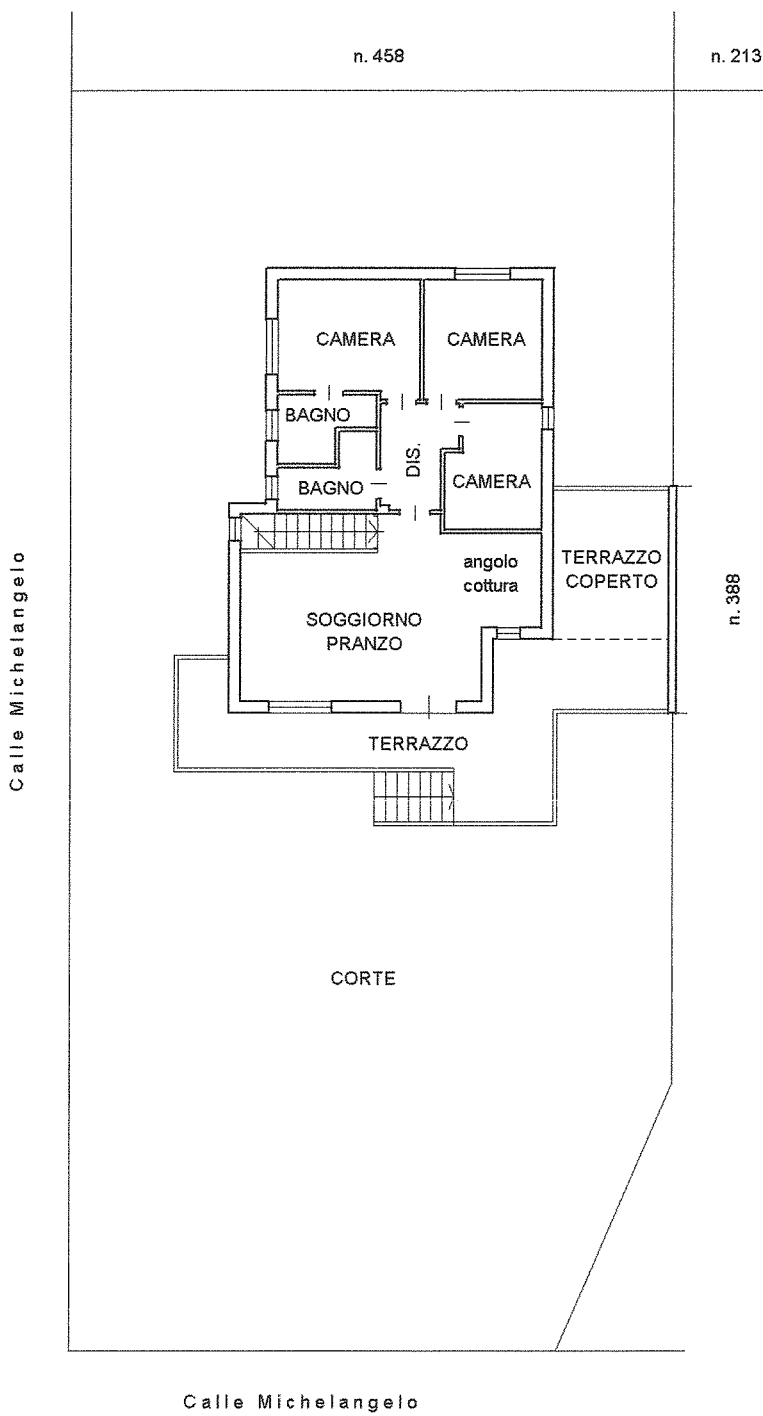 n. 458
n. 213
CAMERA
CAMERA
BAGNO
DIS.
BAGNO
CAMERA
angolo
cottura
TERRAZZO
COPERTO
SOGGIORNO
PRANZO
n. 388
Calle Michelangelo
TERRAZZO
CORTE
Calle Michelangelo